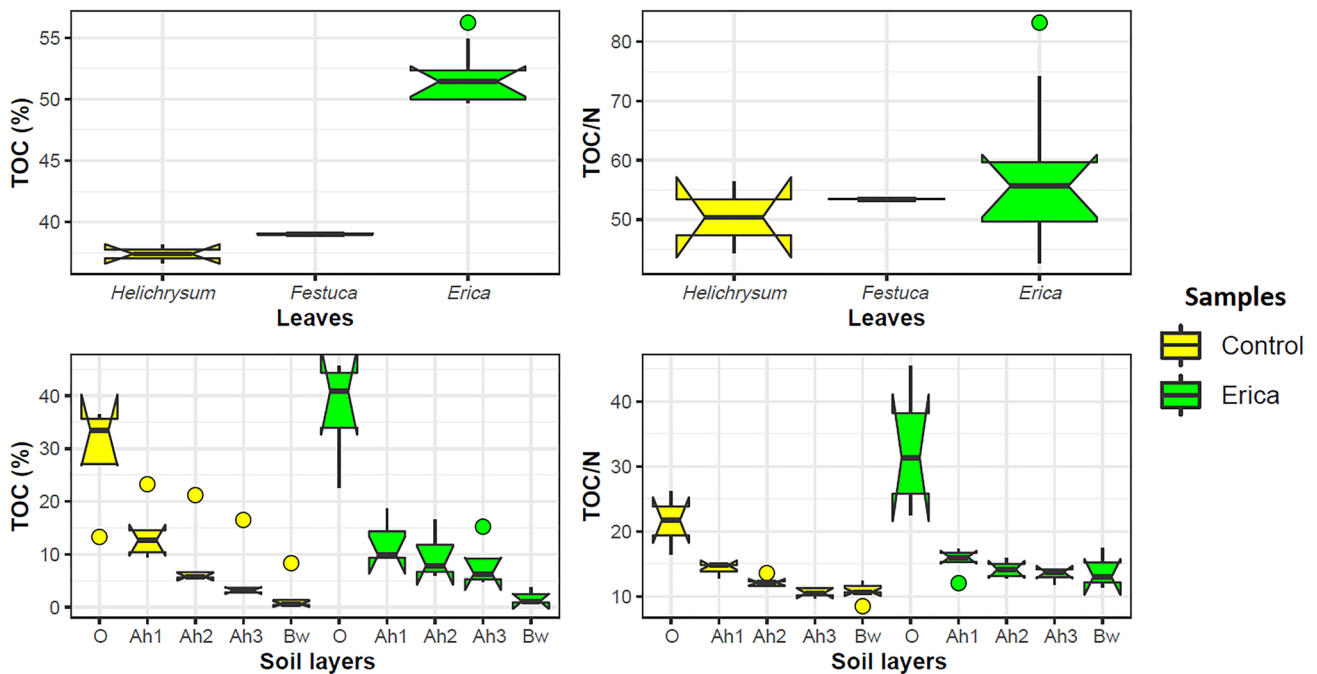 TOC (%)
55
50
45
40
Helichrysum Festuca Erica
Leaves
TOC/N
80
70
60
50
Helichrysum Festuca Erica
Leaves
Samples
Control
Erica
TOC (%)
40
30
20
10
0
O Ah1 Ah2 Ah3 Bw O Ah1 Ah2 Ah3 Bw
Soil layers
TOC/N
40
30
20
10
O Ah1 Ah2 Ah3 Bw O Ah1 Ah2 Ah3 Bw
Soil layers